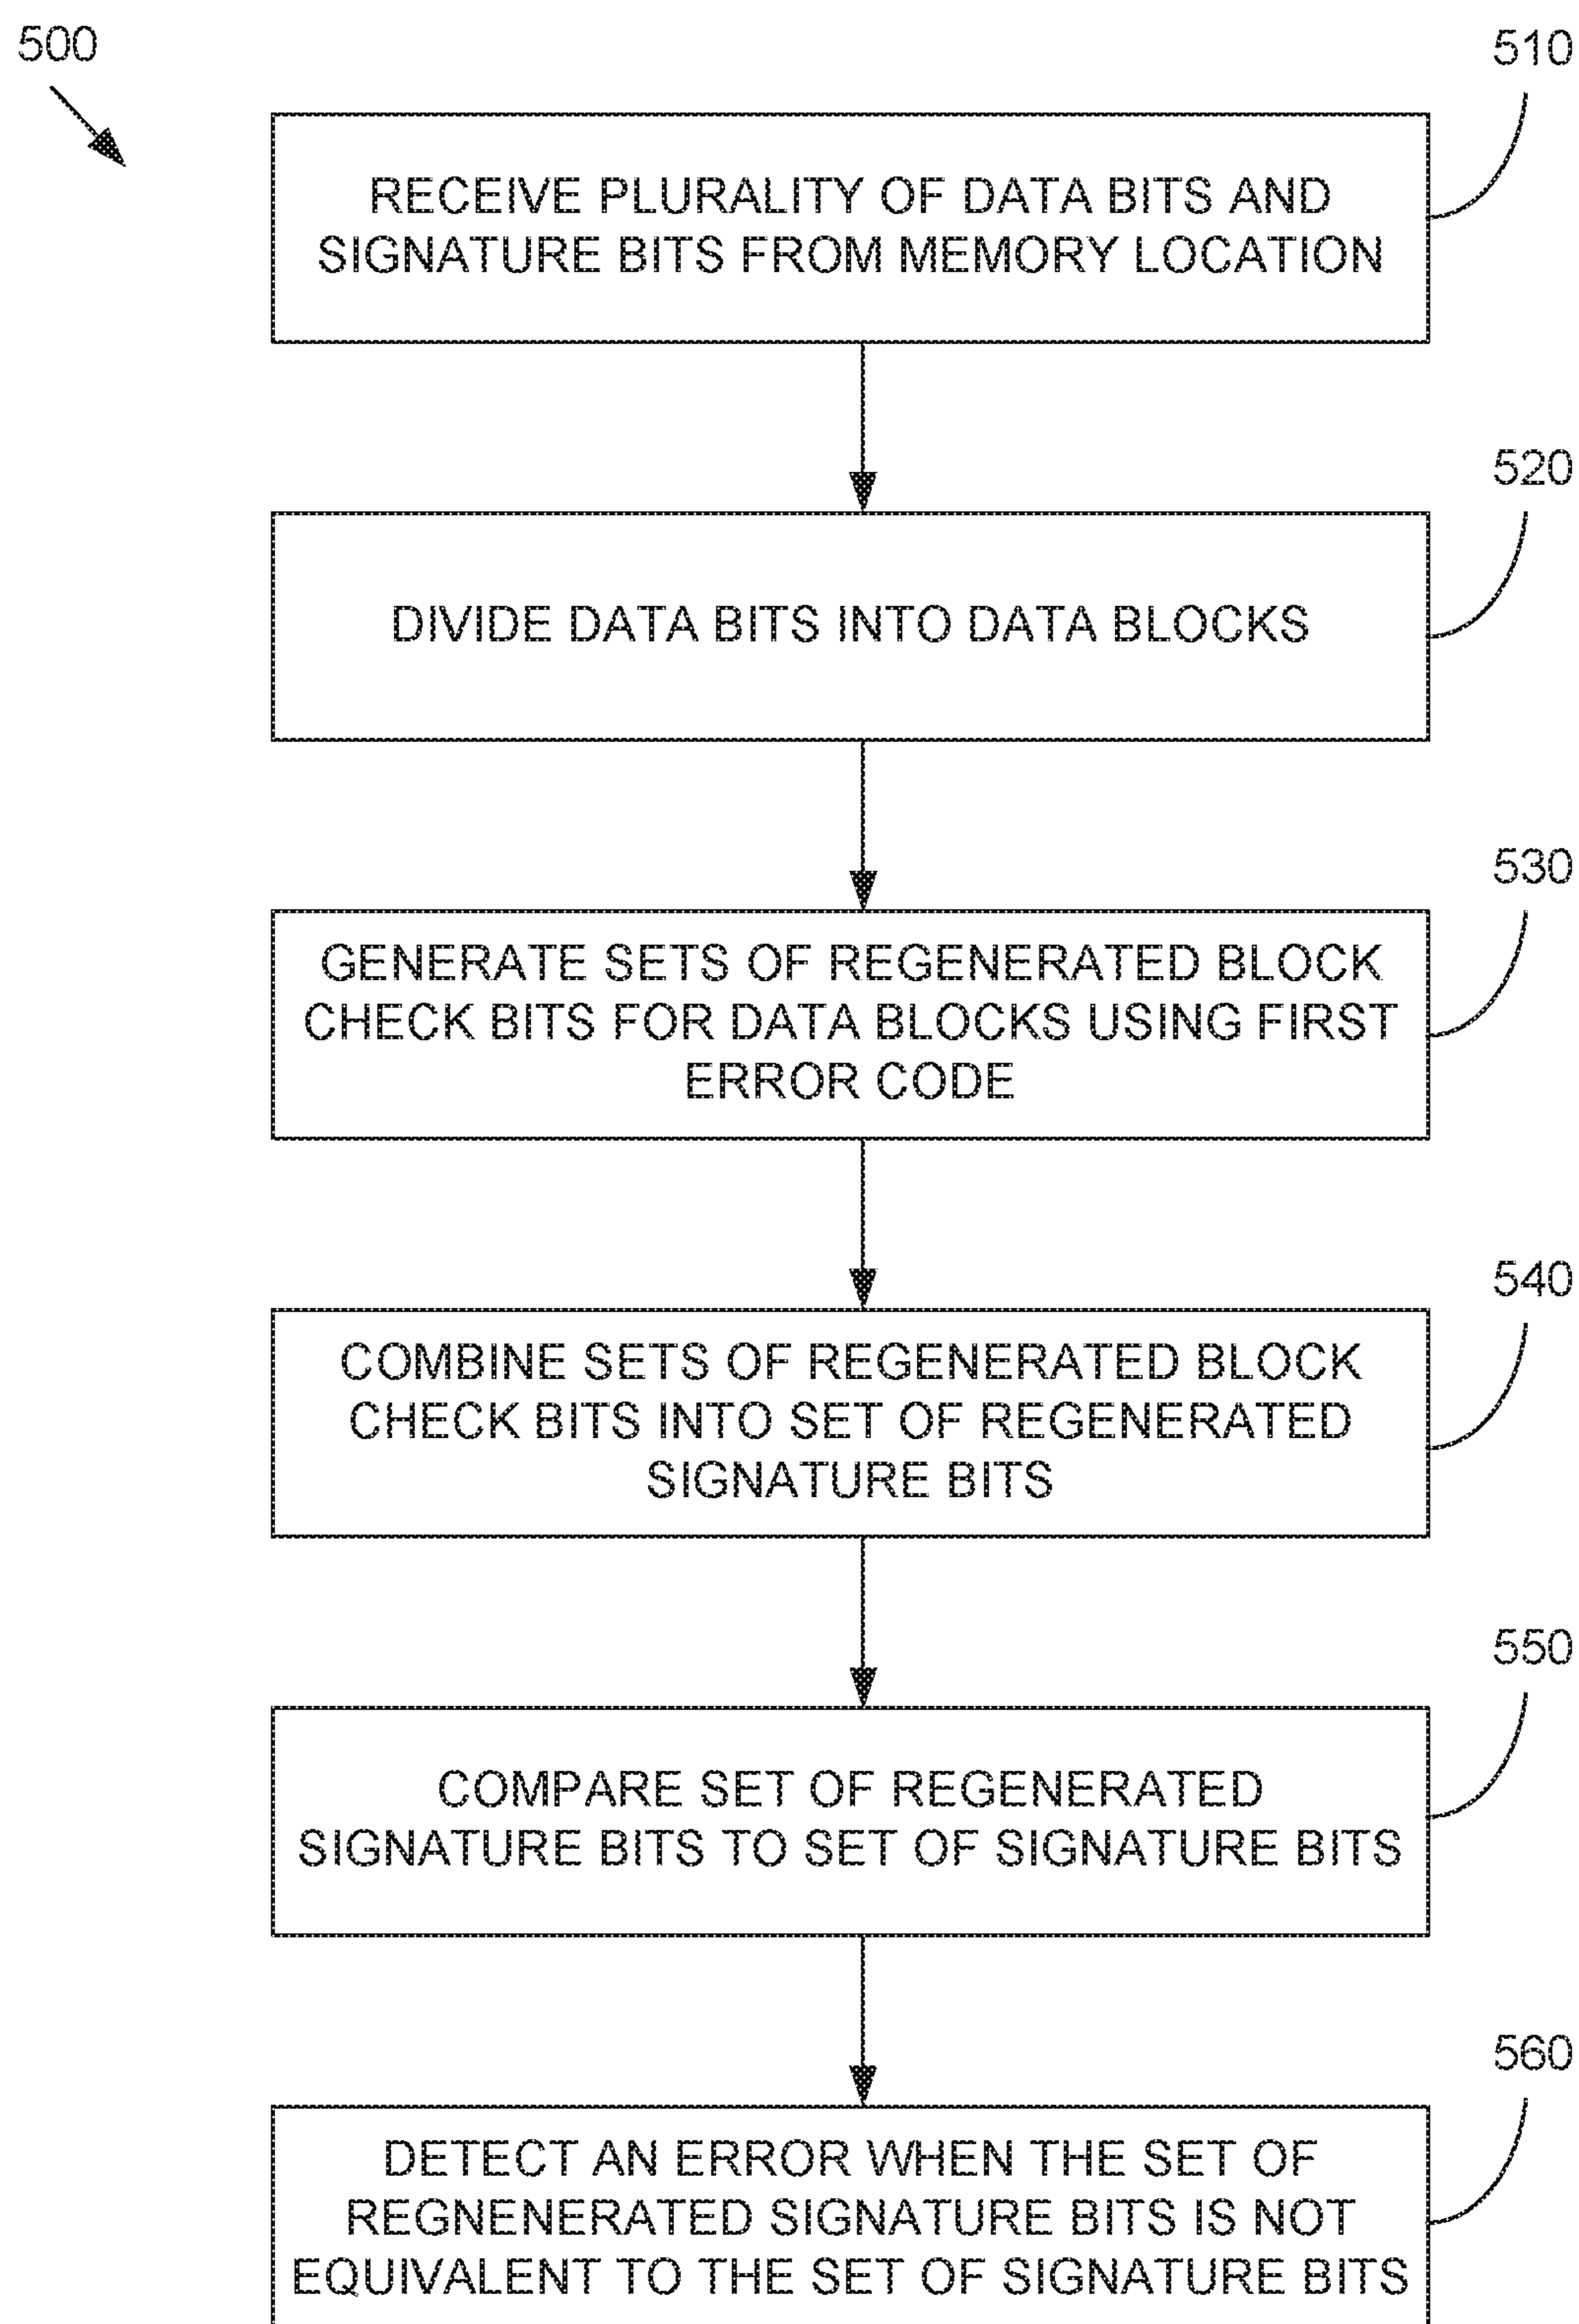 500
510
RECEIVE PLURALITY OF DATA BITS AND
SIGNATURE BITS FROM MEMORY LOCATION
520
DIVIDE DATA BITS INTO DATA BLOCKS
530
GENERATE SETS OF REGENERATED BLOCK
CHECK BITS FOR DATA BLOCKS USING FIRST
ERROR CODE
540
COMBINE SETS OF REGENERATED BLOCK
CHECK BITS INTO SET OF REGENERATED
SIGNATURE BITS
550
COMPARE SET OF REGENERATED
SIGNATURE BITS TO SET OF SIGNATURE BITS
560
DETECT AN ERROR WHEN THE SET OF
REGNENERATED SIGNATURE BITS IS NOT
EQUIVALENT TO THE SET OF SIGNATURE BITS